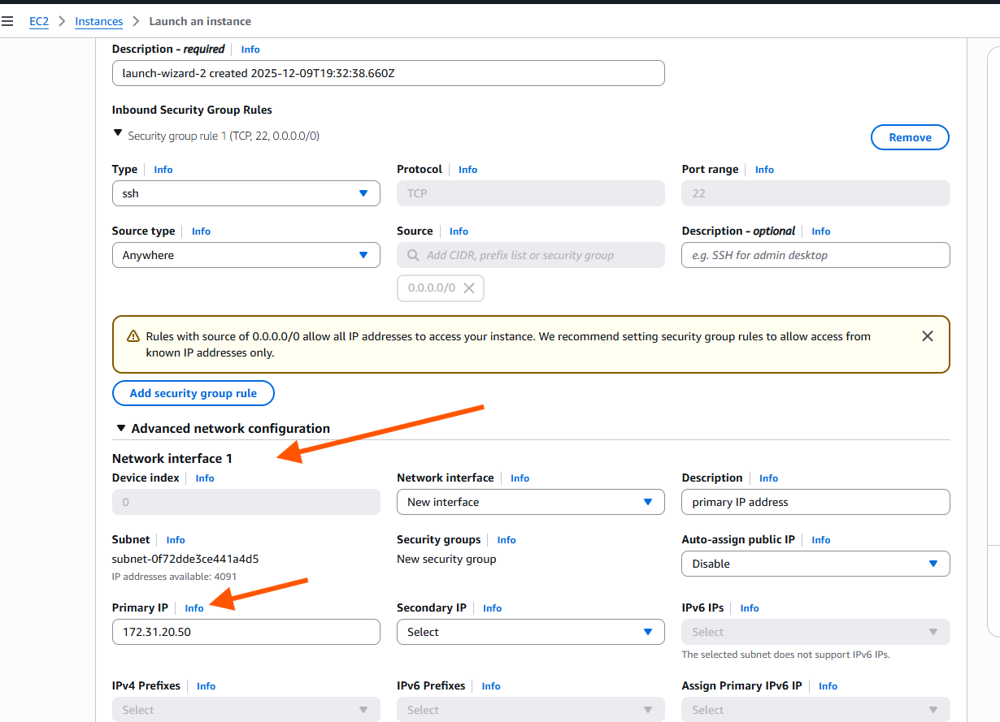 EC2 > Instances > Launch an instance
Description - required Info
launch-wizard-2 created 2025-12-09T19:32:38.660Z
Inbound Security Group Rules
Security group rule 1 (TCP, 22, 0.0.0.0/0)
Remove
Type Info Protocol Info Port range Info
ssh TCP 22
Source type Info Source Info Description - optional Info
Anywhere Add CIDR, prefix list or security group e.g. SSH for admin desktop
0.0.0.0/0
Rules with source of 0.0.0.0/0 allow all IP addresses to access your instance. We recommend setting security group rules to allow access from
known IP addresses only.
Add security group rule
Advanced network configuration
Network interface 1
Device index Info Network interface Info Description Info
0 New interface primary IP address
Subnet Info Security groups Info Auto-assign public IP Info
subnet-0f72dde3ce441a4d5 New security group Disable
IP addresses available: 4091
Primary IP Info Secondary IP Info IPv6 IPs Info
172.31.20.50 Select Select
The selected subnet does not support IPv6 IPs.
IPv4 Prefixes Info IPv6 Prefixes Info Assign Primary IPv6 IP Info
Select Select Select